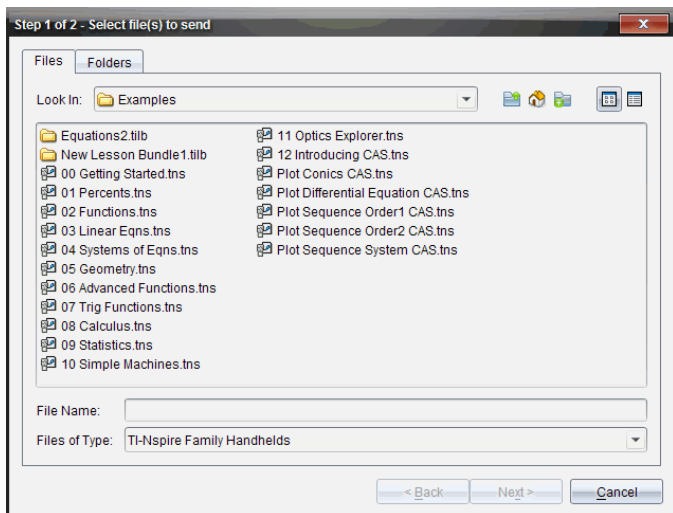 Step 1 of 2 - Select file(s) to send
Files
Folders
Look In:
Examples
Equations2.tilb
New Lesson Bundle1.tilb
00 Getting Started.tns
01 Percents.tns
02 Functions.tns
03 Linear Eqns.tns
04 Systems of Eqns.tns
05 Geometry.tns
06 Advanced Functions.tns
07 Trig Functions.tns
08 Calculus.tns
09 Statistics.tns
10 Simple Machines.tns
11 Optics Explorer.tns
12 Introducing CAS.tns
Plot Conics CAS.tns
Plot Differential Equation CAS.tns
Plot Sequence Order1 CAS.tns
Plot Sequence Order2 CAS.tns
Plot Sequence System CAS.tns
File Name:
Files of Type: TI-Nspire Family Handhelds
< Back
Next >
Cancel